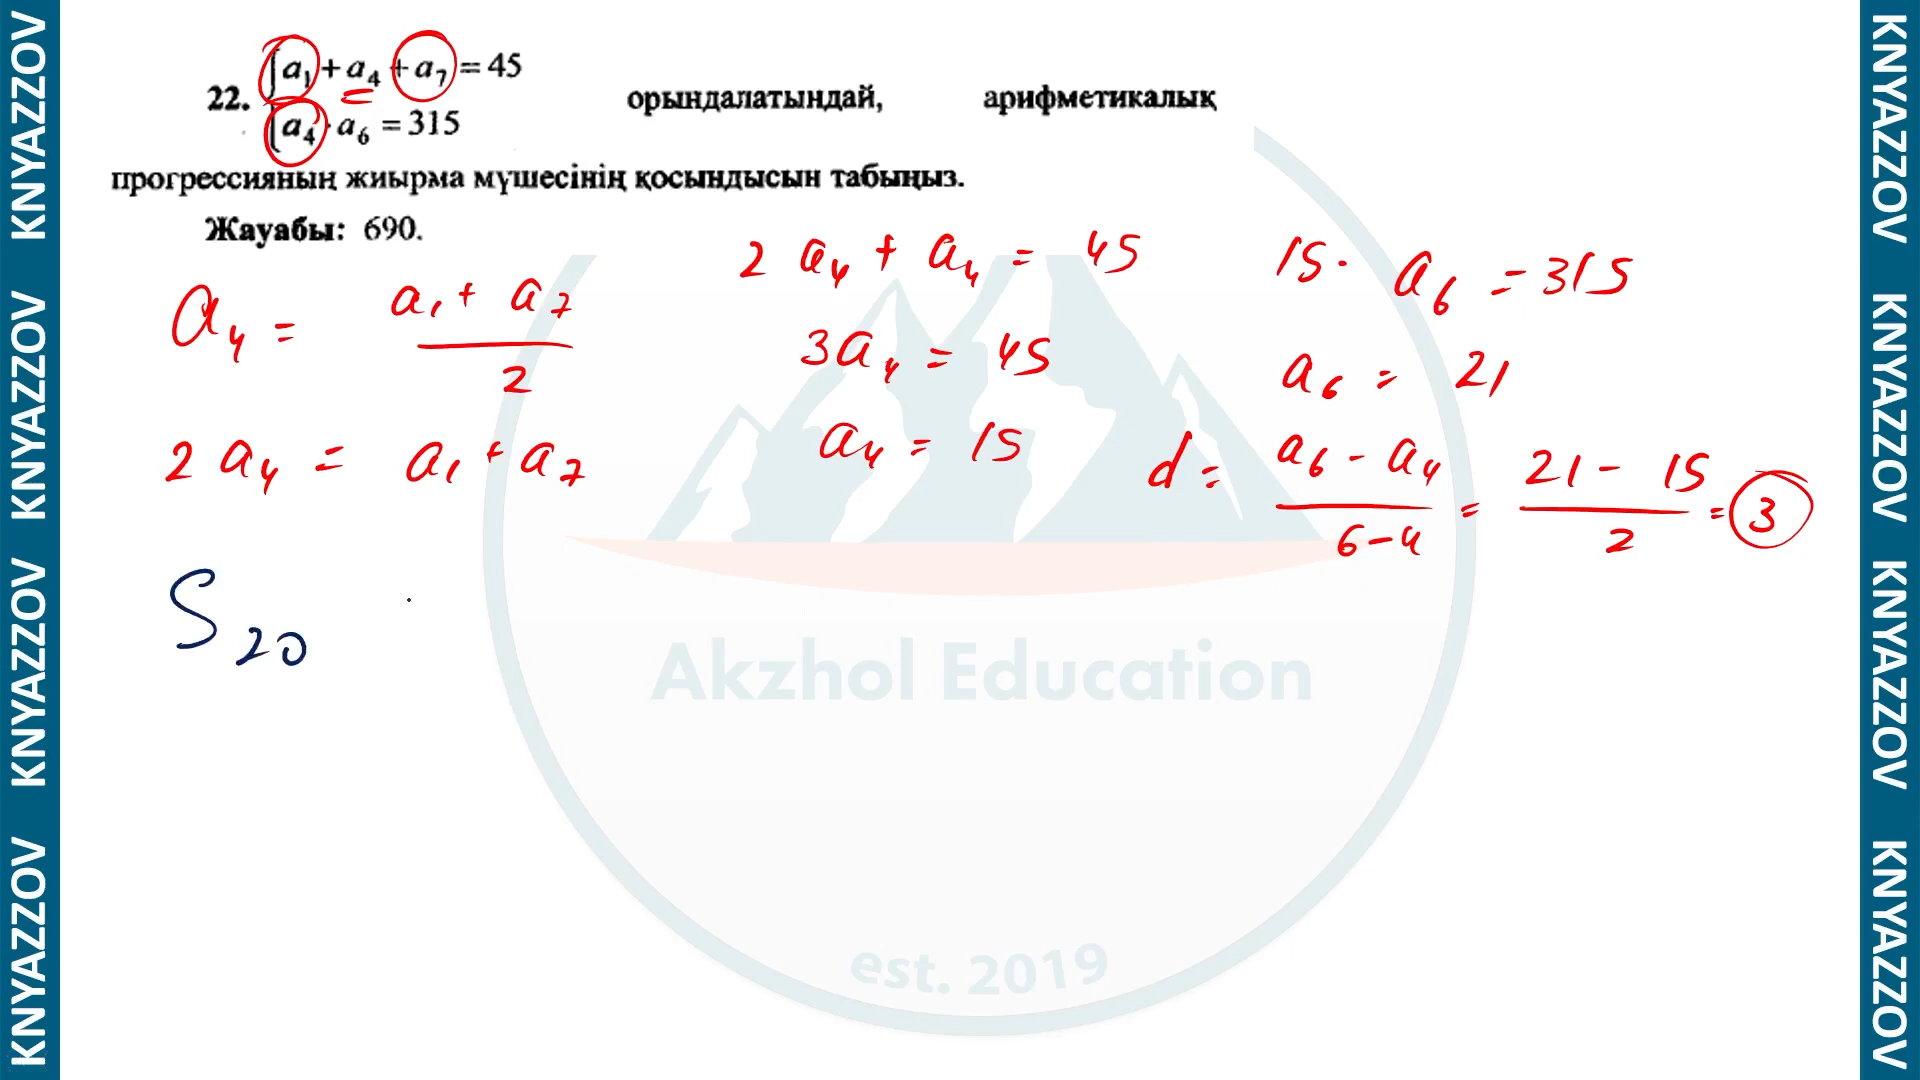 22. { a₁ + a₄ + a₇ = 45
a₄ · a₆ = 315
орындалатындай, арифметикалық
прогрессияның жиырма мүшесінің қосындысын табыңыз.
Жауабы: 690.
a₄ = (a₁ + a₇)/2
2a₄ = a₁ + a₇
2a₄ + a₄ = 45
3a₄ = 45
a₄ = 15
15 · a₆ = 315
a₆ = 21
d = (a₆ - a₄)/(6-4) = (21 - 15)/2 = 3
S₂₀
Akzhol Education
est. 2019
KNYAZZOV
KNYAZZOV
KNYAZZOV
KNYAZZOV
KNYAZZOV
KNYAZZOV
KNYAZZOV
KNYAZZOV